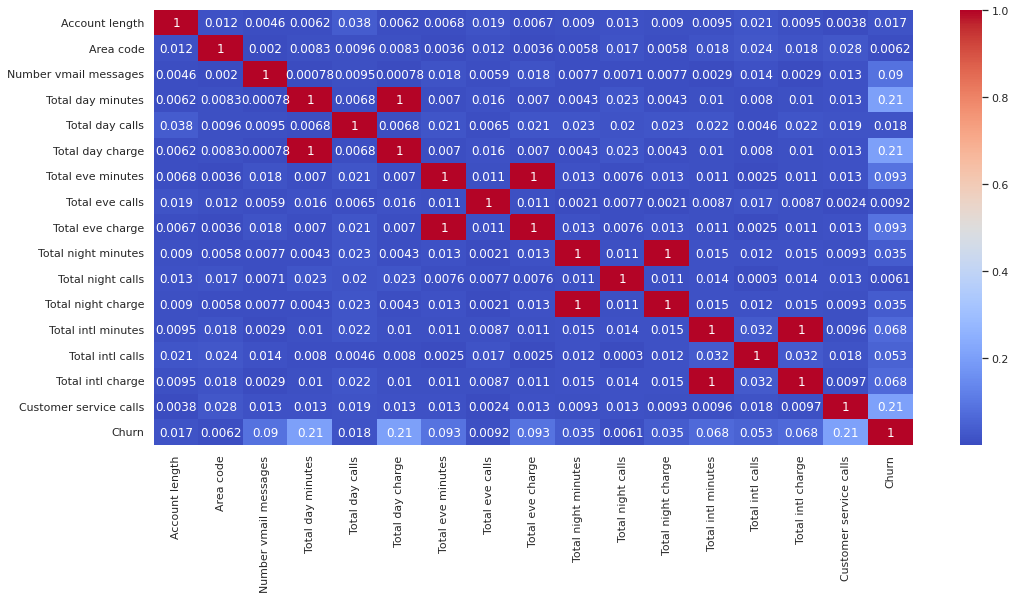 Account length 1 0.012 0.0046 0.0062 0.038 0.0062 0.0068 0.019 0.0067 0.009 0.013 0.009 0.0095 0.021 0.0095 0.0038 0.017
Area code 0.012 1 0.002 0.0083 0.0096 0.0083 0.0036 0.012 0.0036 0.0058 0.017 0.0058 0.018 0.024 0.018 0.028 0.0062
Number vmail messages 0.0046 0.002 1 0.00078 0.0095 0.00078 0.018 0.0059 0.018 0.0077 0.0071 0.0077 0.0029 0.014 0.0029 0.013 0.09
Total day minutes 0.0062 0.0083 0.00078 1 0.0068 1 0.007 0.016 0.007 0.0043 0.023 0.0043 0.01 0.008 0.01 0.013 0.21
Total day calls 0.038 0.0096 0.0095 0.0068 1 0.0068 0.021 0.0065 0.021 0.023 0.02 0.023 0.022 0.0046 0.022 0.019 0.018
Total day charge 0.0062 0.0083 0.00078 1 0.0068 1 0.007 0.016 0.007 0.0043 0.023 0.0043 0.01 0.008 0.01 0.013 0.21
Total eve minutes 0.0068 0.0036 0.018 0.007 0.021 0.007 1 0.011 1 0.013 0.0076 0.013 0.011 0.0025 0.011 0.013 0.093
Total eve calls 0.019 0.012 0.0059 0.016 0.0065 0.016 0.011 1 0.011 0.0021 0.0077 0.0021 0.0087 0.017 0.0087 0.0024 0.0092
Total eve charge 0.0067 0.0036 0.018 0.007 0.021 0.007 1 0.011 1 0.013 0.0076 0.013 0.011 0.0025 0.011 0.013 0.093
Total night minutes 0.009 0.0058 0.0077 0.0043 0.023 0.0043 0.013 0.0021 0.013 1 0.011 1 0.015 0.012 0.015 0.0093 0.035
Total night calls 0.013 0.017 0.0071 0.023 0.02 0.023 0.0076 0.0077 0.0076 0.011 1 0.011 0.014 0.0003 0.014 0.013 0.0061
Total night charge 0.009 0.0058 0.0077 0.0043 0.023 0.0043 0.013 0.0021 0.013 1 0.011 1 0.015 0.012 0.015 0.0093 0.035
Total intl minutes 0.0095 0.018 0.0029 0.01 0.022 0.01 0.011 0.0087 0.011 0.015 0.014 0.015 1 0.032 1 0.0096 0.068
Total intl calls 0.021 0.024 0.014 0.008 0.0046 0.008 0.0025 0.017 0.0025 0.012 0.0003 0.012 0.032 1 0.032 0.018 0.053
Total intl charge 0.0095 0.018 0.0029 0.01 0.022 0.01 0.011 0.0087 0.011 0.015 0.014 0.015 1 0.032 1 0.0097 0.068
Customer service calls 0.0038 0.028 0.013 0.013 0.019 0.013 0.013 0.0024 0.013 0.0093 0.013 0.0093 0.0096 0.018 0.0097 1 0.21
Churn 0.017 0.0062 0.09 0.21 0.018 0.21 0.093 0.0092 0.093 0.035 0.0061 0.035 0.068 0.053 0.068 0.21 1
Account length
Area code
Number vmail messages
Total day minutes
Total day calls
Total day charge
Total eve minutes
Total eve calls
Total eve charge
Total night minutes
Total night calls
Total night charge
Total intl minutes
Total intl calls
Total intl charge
Customer service calls
Churn
1.0
0.8
0.6
0.4
0.2